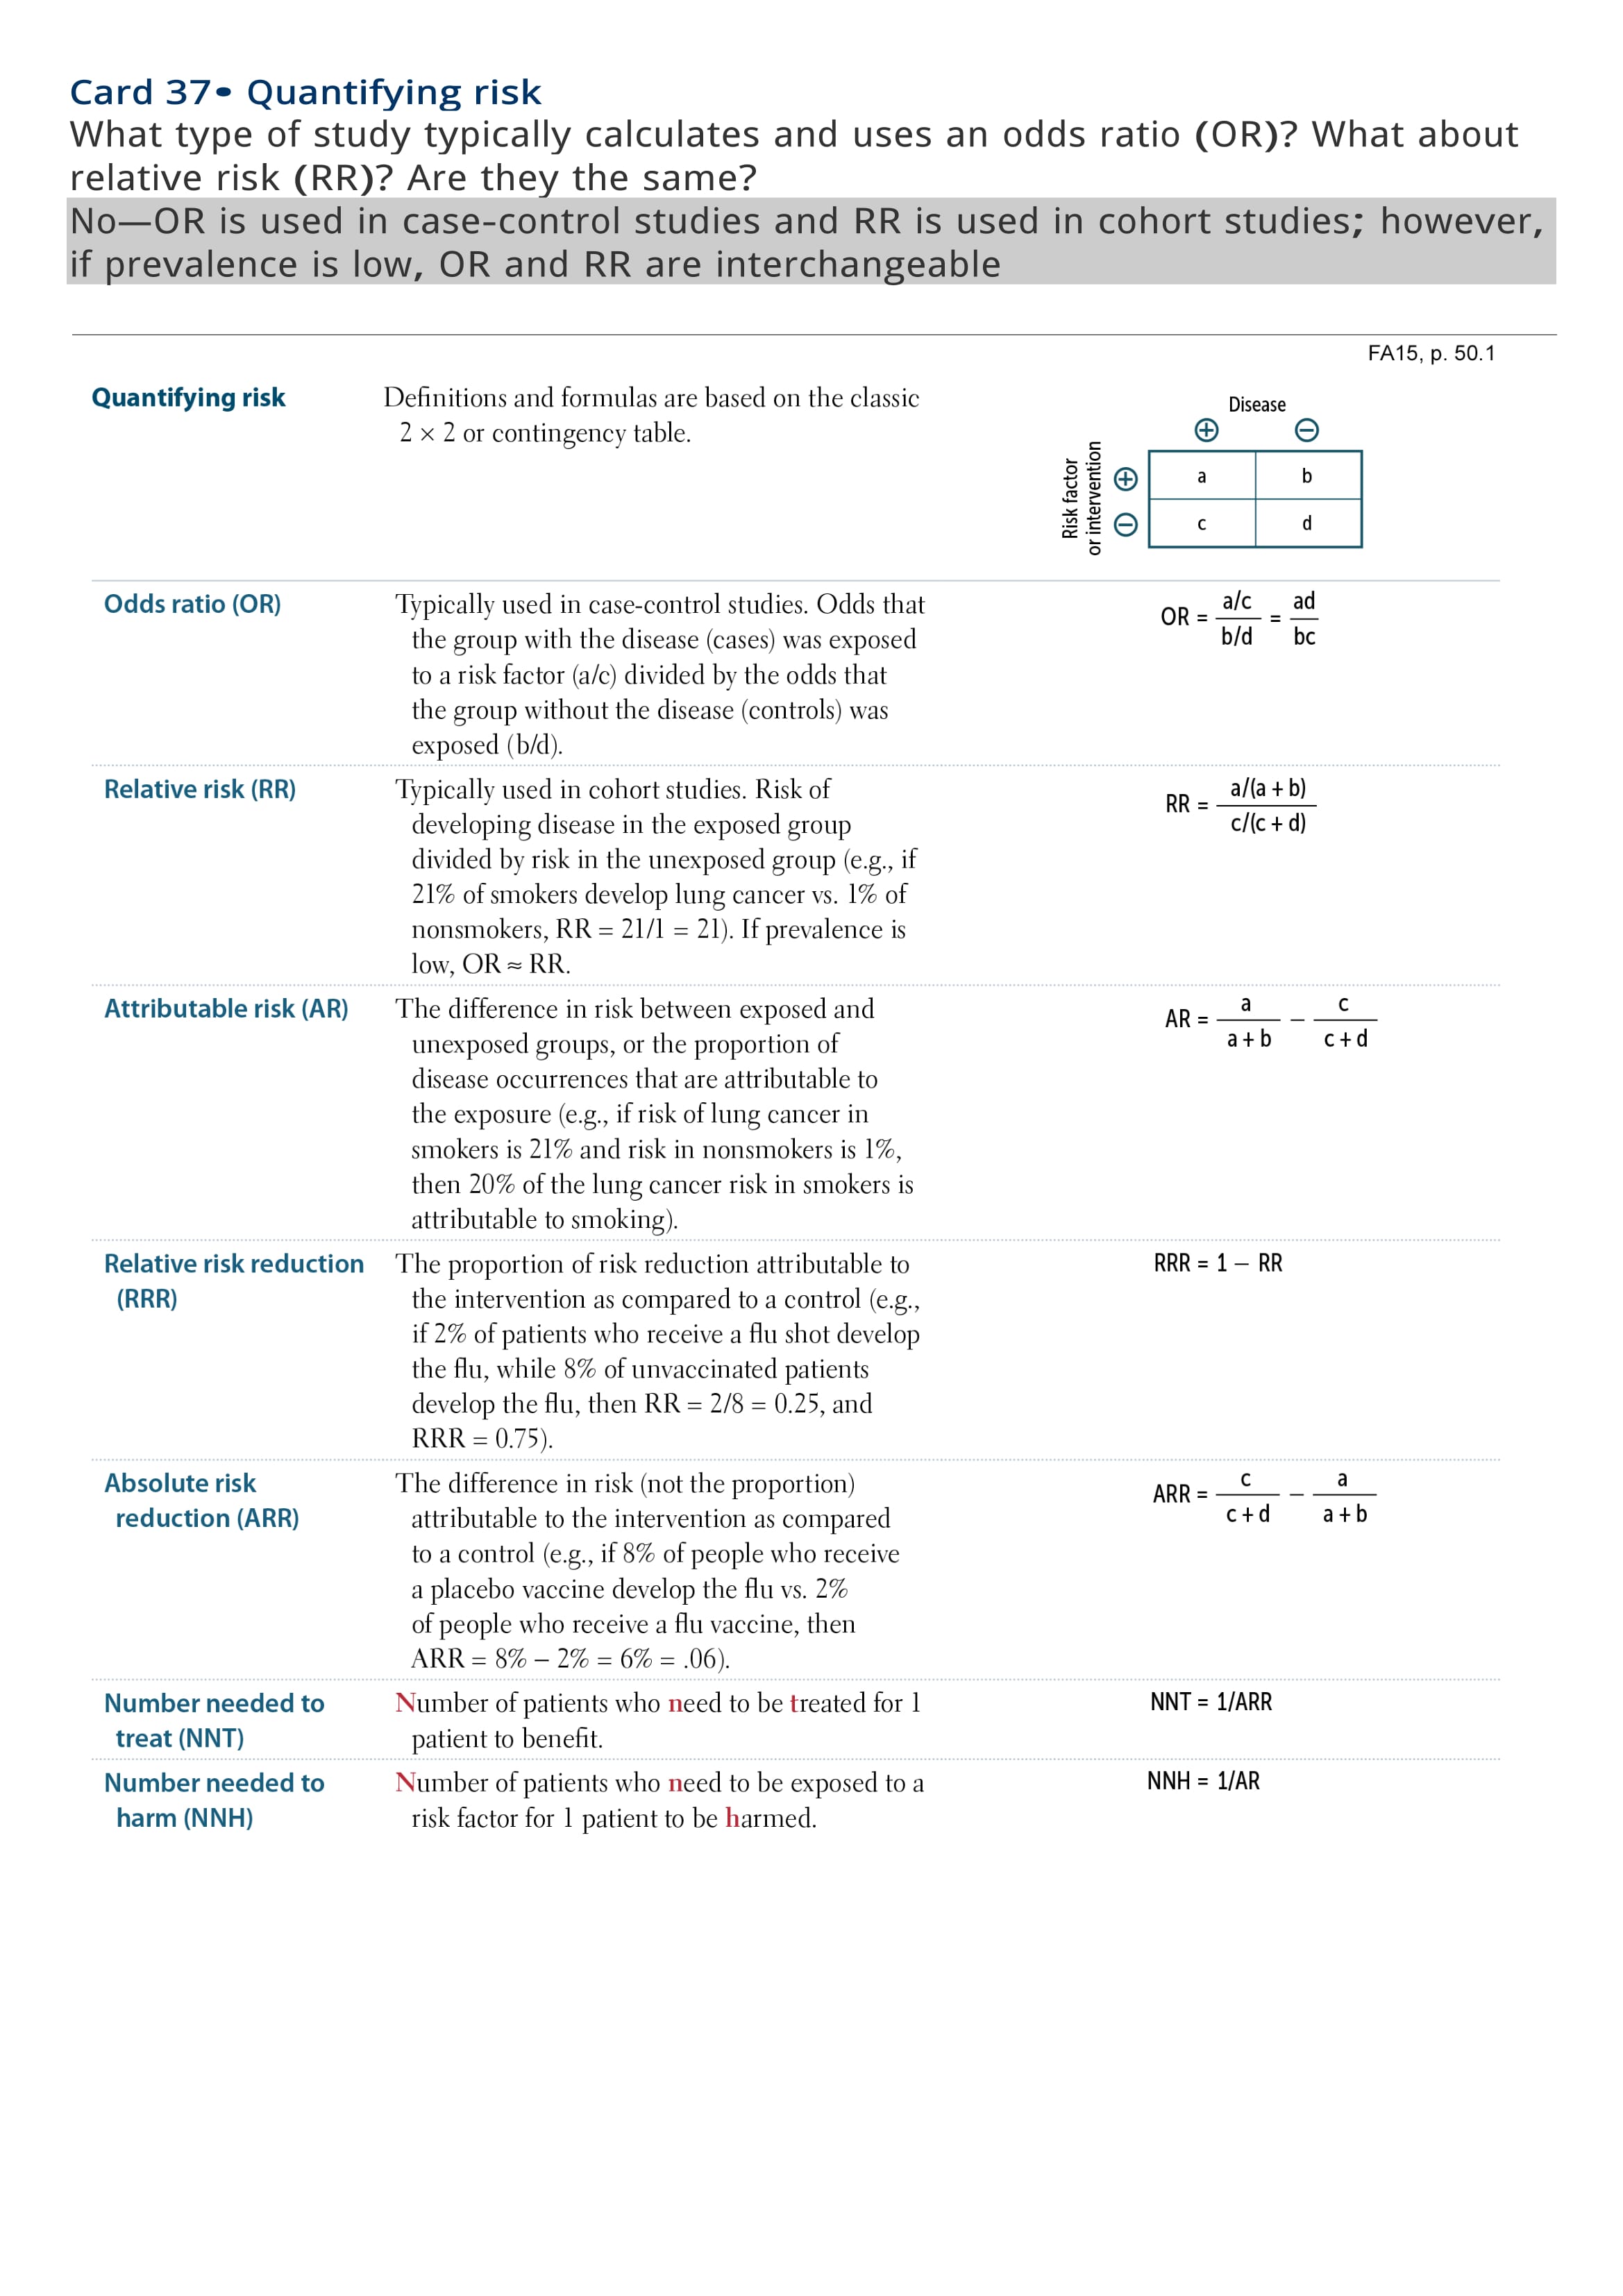 Card 37• Quantifying risk
What type of study typically calculates and uses an odds ratio (OR)? What about
relative risk (RR)? Are they the same?
No—OR is used in case-control studies and RR is used in cohort studies; however,
if prevalence is low, OR and RR are interchangeable
FA15, p. 50.1
Quantifying risk
Definitions and formulas are based on the classic
2 × 2 or contingency table.
Disease
⊕ ⊖
Risk factor
or intervention
⊕ a b
⊖ c d
Odds ratio (OR)
Typically used in case-control studies. Odds that
the group with the disease (cases) was exposed
to a risk factor (a/c) divided by the odds that
the group without the disease (controls) was
exposed (b/d).
OR = a/c / b/d = ad / bc
Relative risk (RR)
Typically used in cohort studies. Risk of
developing disease in the exposed group
divided by risk in the unexposed group (e.g., if
21% of smokers develop lung cancer vs. 1% of
nonsmokers, RR = 21/1 = 21). If prevalence is
low, OR ≈ RR.
RR = a/(a + b) / c/(c + d)
Attributable risk (AR)
The difference in risk between exposed and
unexposed groups, or the proportion of
disease occurrences that are attributable to
the exposure (e.g., if risk of lung cancer in
smokers is 21% and risk in nonsmokers is 1%,
then 20% of the lung cancer risk in smokers is
attributable to smoking).
AR = a / a + b − c / c + d
Relative risk reduction
(RRR)
The proportion of risk reduction attributable to
the intervention as compared to a control (e.g.,
if 2% of patients who receive a flu shot develop
the flu, while 8% of unvaccinated patients
develop the flu, then RR = 2/8 = 0.25, and
RRR = 0.75).
RRR = 1 − RR
Absolute risk
reduction (ARR)
The difference in risk (not the proportion)
attributable to the intervention as compared
to a control (e.g., if 8% of people who receive
a placebo vaccine develop the flu vs. 2%
of people who receive a flu vaccine, then
ARR = 8% − 2% = 6% = .06).
ARR = c / c + d − a / a + b
Number needed to
treat (NNT)
Number of patients who need to be treated for 1
patient to benefit.
NNT = 1/ARR
Number needed to
harm (NNH)
Number of patients who need to be exposed to a
risk factor for 1 patient to be harmed.
NNH = 1/AR